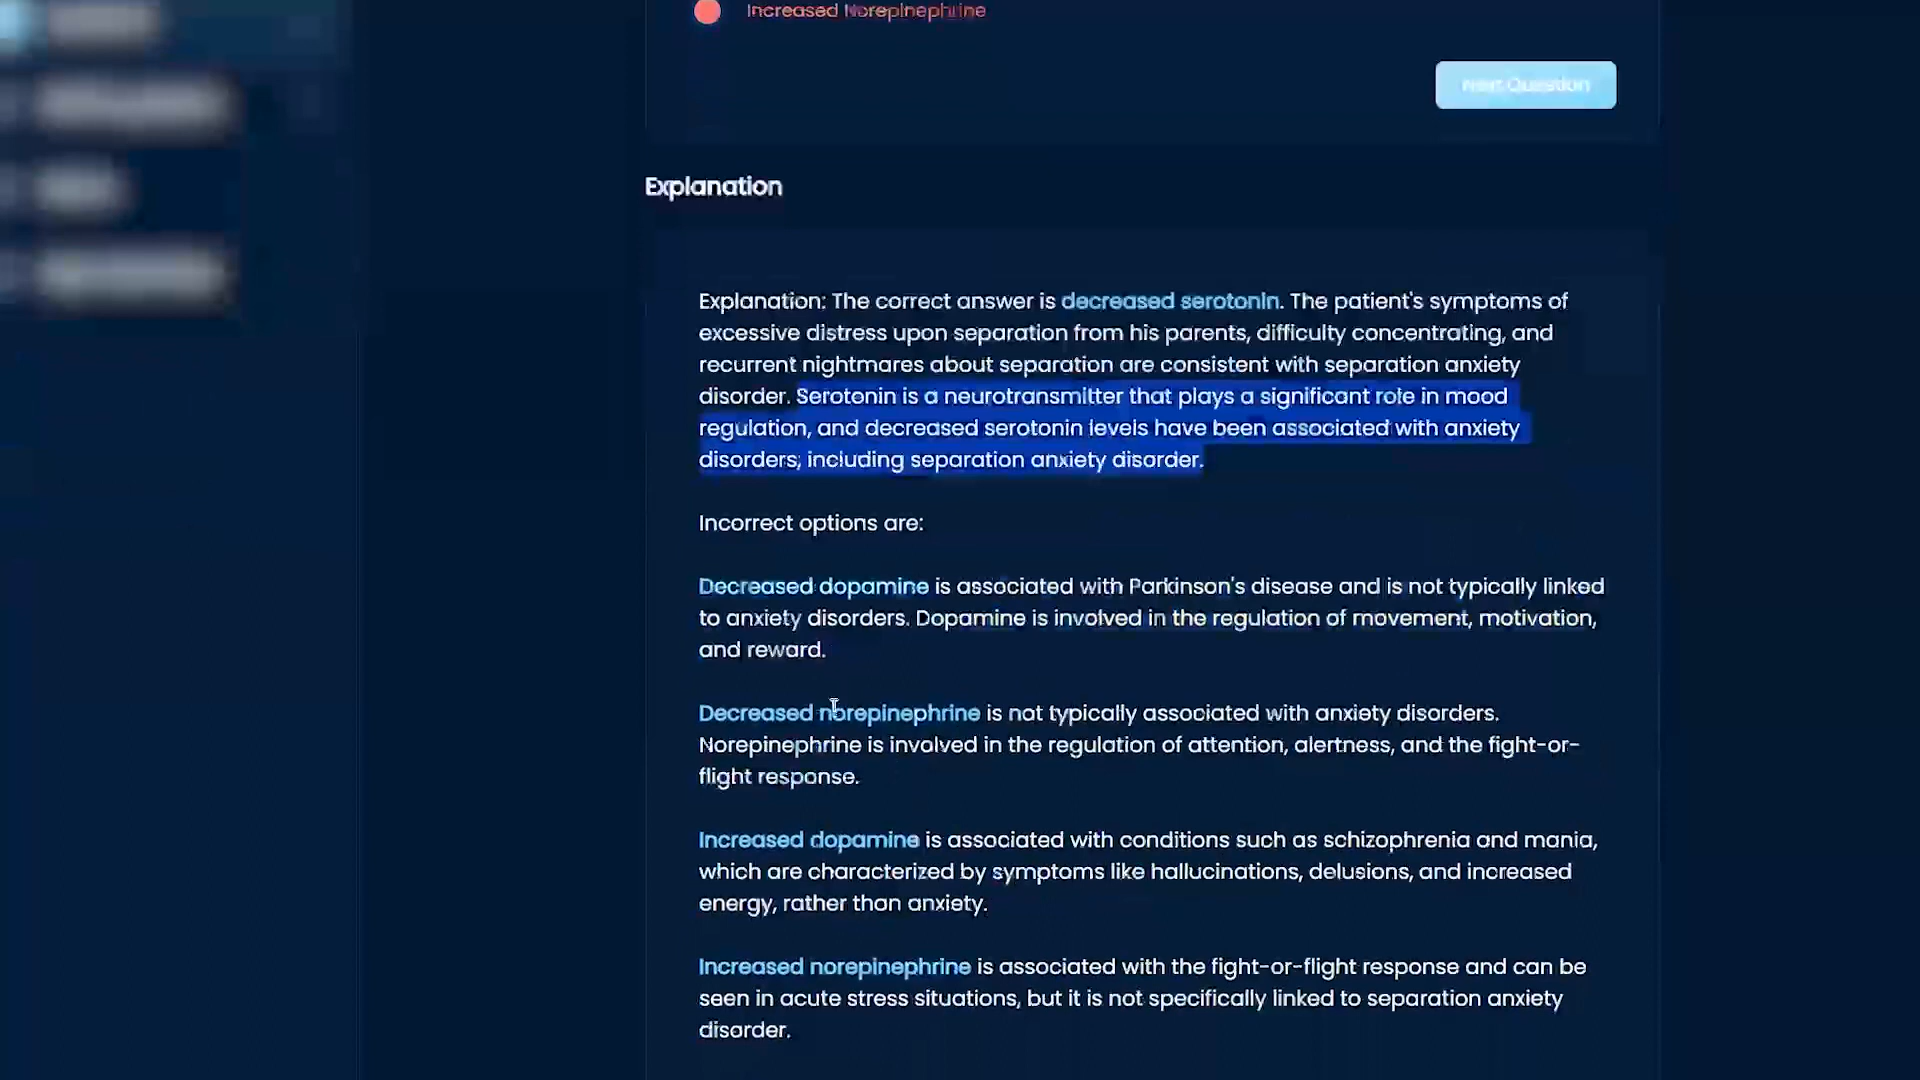 Increased Norepinephrine
Next Question
Explanation
Explanation: The correct answer is decreased serotonin. The patient's symptoms of
excessive distress upon separation from his parents, difficulty concentrating, and
recurrent nightmares about separation are consistent with separation anxiety
disorder. Serotonin is a neurotransmitter that plays a significant role in mood
regulation, and decreased serotonin levels have been associated with anxiety
disorders, including separation anxiety disorder.
Incorrect options are:
Decreased dopamine is associated with Parkinson's disease and is not typically linked
to anxiety disorders. Dopamine is involved in the regulation of movement, motivation,
and reward.
Decreased norepinephrine is not typically associated with anxiety disorders.
Norepinephrine is involved in the regulation of attention, alertness, and the fight-or-
flight response.
Increased dopamine is associated with conditions such as schizophrenia and mania,
which are characterized by symptoms like hallucinations, delusions, and increased
energy, rather than anxiety.
Increased norepinephrine is associated with the fight-or-flight response and can be
seen in acute stress situations, but it is not specifically linked to separation anxiety
disorder.